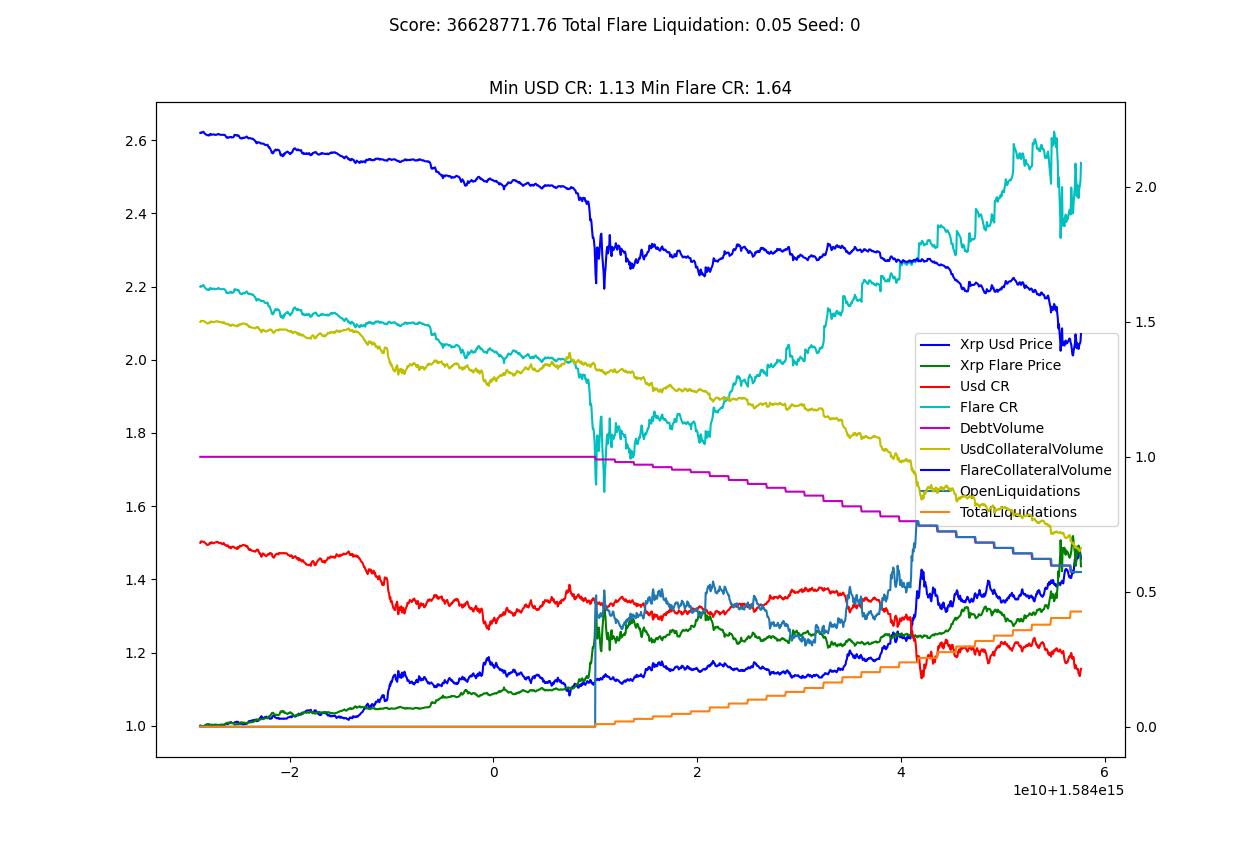 Score: 36628771.76 Total Flare Liquidation: 0.05 Seed: 0
Min USD CR: 1.13 Min Flare CR: 1.64
2.6
2.4
2.2
2.0
1.8
1.6
1.4
1.2
1.0
2.0
1.5
1.0
0.5
0.0
Xrp Usd Price
Xrp Flare Price
Usd CR
Flare CR
DebtVolume
UsdCollateralVolume
FlareCollateralVolume
OpenLiquidations
TotalLiquidations
−2 0 2 4 6
1e10+1.584e15